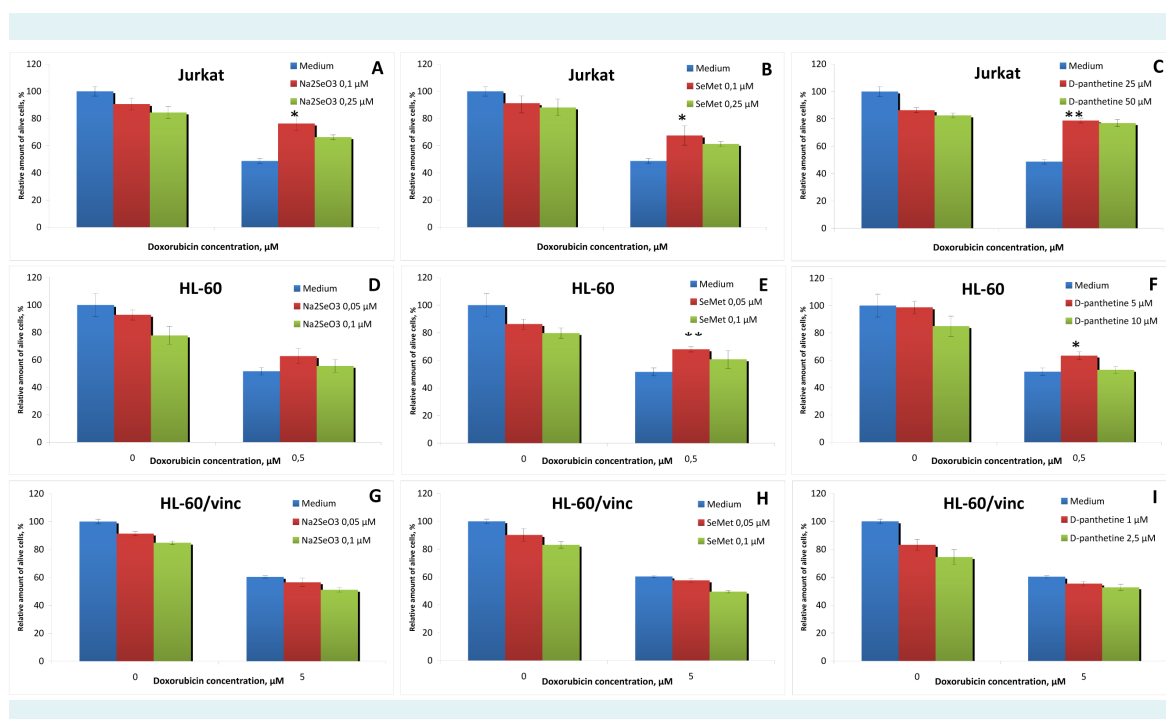 Jurkat
A
Medium
Na2SeO3 0,1 µM
Na2SeO3 0,25 µM
*
Relative amount of alive cells, %
120
100
80
60
40
20
0
Doxorubicin concentration, µM
Jurkat
B
Medium
SeMet 0,1 µM
SeMet 0,25 µM
*
Relative amount of alive cells, %
120
100
80
60
40
20
0
Doxorubicin concentration, µM
Jurkat
C
Medium
D-panthetine 25 µM
D-panthetine 50 µM
**
Relative amount of alive cells, %
120
100
80
60
40
20
0
Doxorubicin concentration, µM
HL-60
D
Medium
Na2SeO3 0,05 µM
Na2SeO3 0,1 µM
Relative amount of alive cells, %
120
100
80
60
40
20
0
0 0,5
Doxorubicin concentration, µM
HL-60
E
Medium
SeMet 0,05 µM
SeMet 0,1 µM
**
Relative amount of alive cells, %
120
100
80
60
40
20
0
0 0,5
Doxorubicin concentration, µM
HL-60
F
Medium
D-panthetine 5 µM
D-panthetine 10 µM
*
Relative amount of alive cells, %
120
100
80
60
40
20
0
0 0,5
Doxorubicin concentration, µM
HL-60/vinc
G
Medium
Na2SeO3 0,05 µM
Na2SeO3 0,1 µM
Relative amount of alive cells, %
120
100
80
60
40
20
0
0 5
Doxorubicin concentration, µM
HL-60/vinc
H
Medium
SeMet 0,05 µM
SeMet 0,1 µM
Relative amount of alive cells, %
120
100
80
60
40
20
0
0 5
Doxorubicin concentration, µM
HL-60/vinc
I
Medium
D-panthetine 1 µM
D-panthetine 2,5 µM
Relative amount of alive cells, %
120
100
80
60
40
20
0
0 5
Doxorubicin concentration, µM